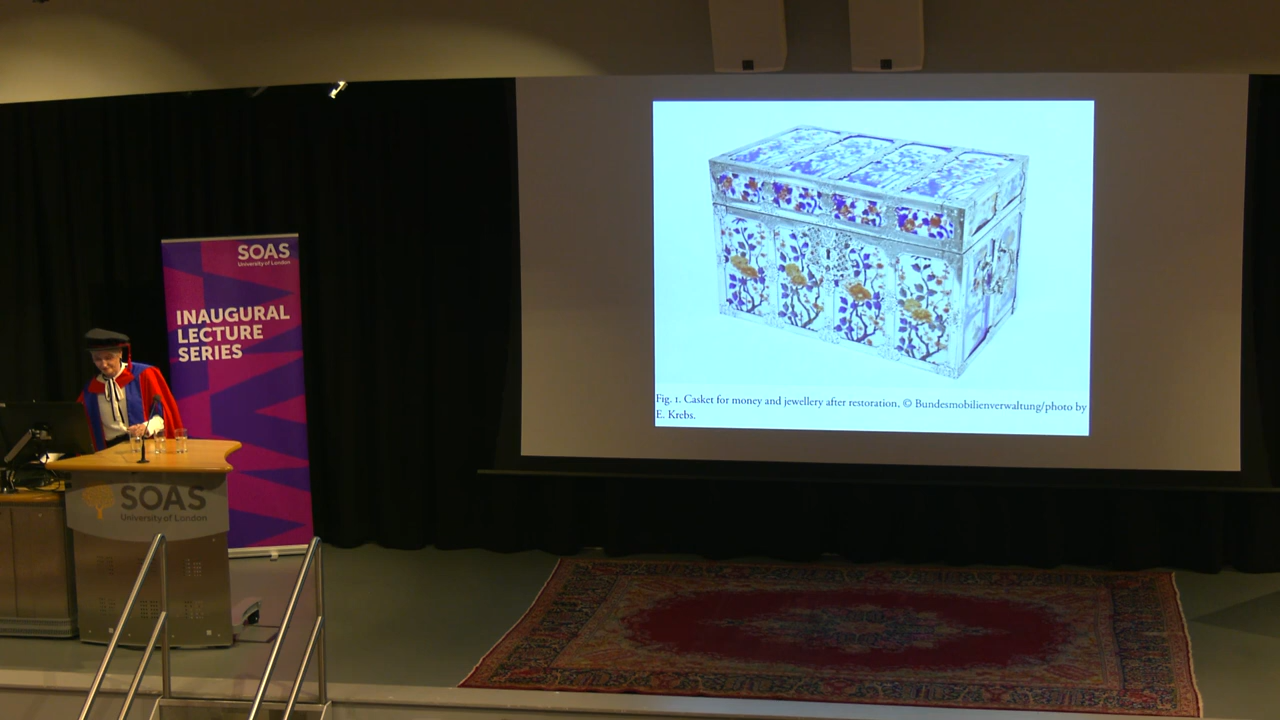 SOAS
University of London
INAUGURAL
LECTURE
SERIES
SOAS
University of London
Fig. 1. Casket for money and jewellery after restoration, © Bundesmobilienverwaltung/photo by
E. Krebs.